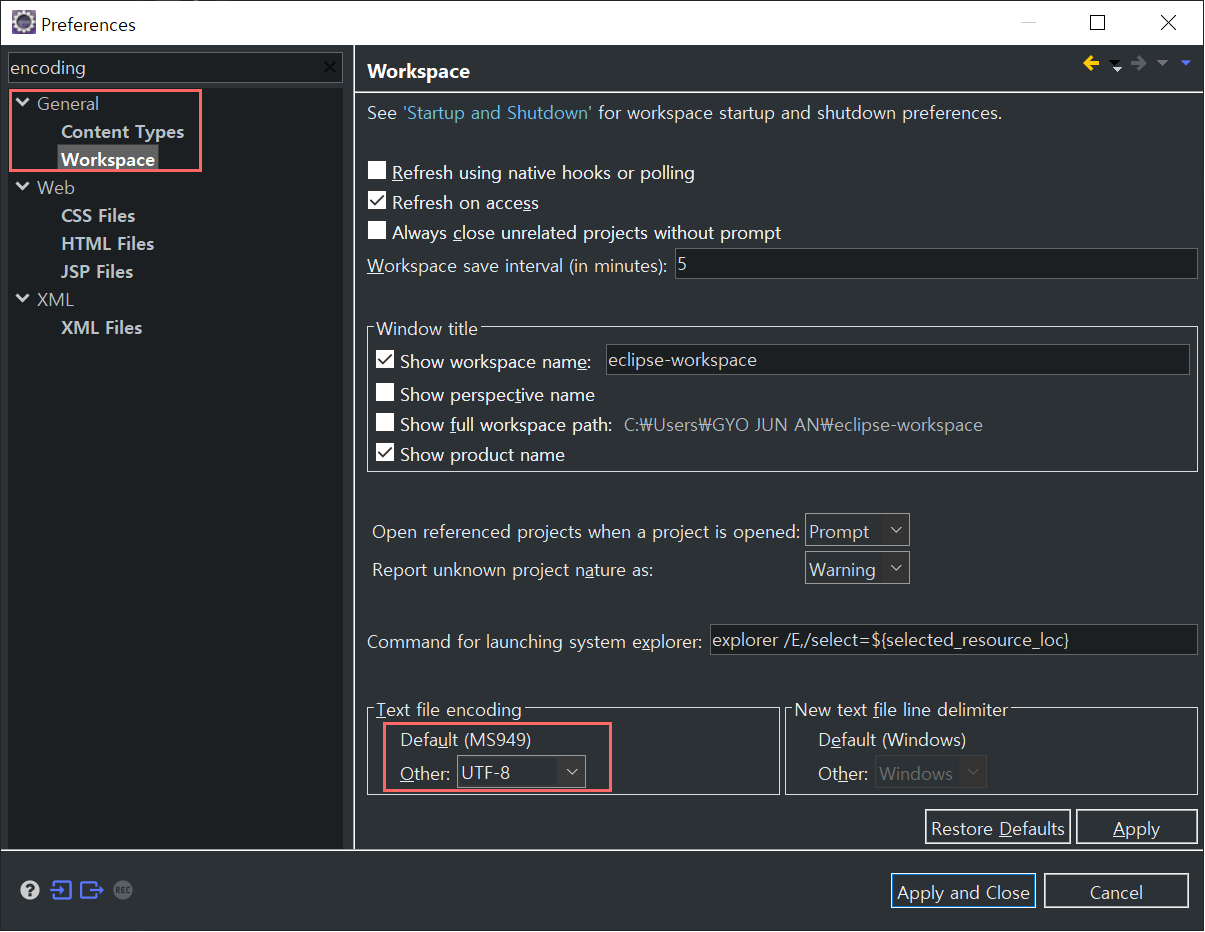 Preferences
encoding
General
Content Types
Workspace
Web
CSS Files
HTML Files
JSP Files
XML
XML Files
Workspace
See 'Startup and Shutdown' for workspace startup and shutdown preferences.
Refresh using native hooks or polling
Refresh on access
Always close unrelated projects without prompt
Workspace save interval (in minutes): 5
Window title
Show workspace name: eclipse-workspace
Show perspective name
Show full workspace path: C:₩Users₩GYO JUN AN₩eclipse-workspace
Show product name
Open referenced projects when a project is opened: Prompt
Report unknown project nature as: Warning
Command for launching system explorer: explorer /E,/select=${selected_resource_loc}
Text file encoding
Default (MS949)
Other: UTF-8
New text file line delimiter
Default (Windows)
Other: Windows
Restore Defaults Apply
? REC
Apply and Close Cancel